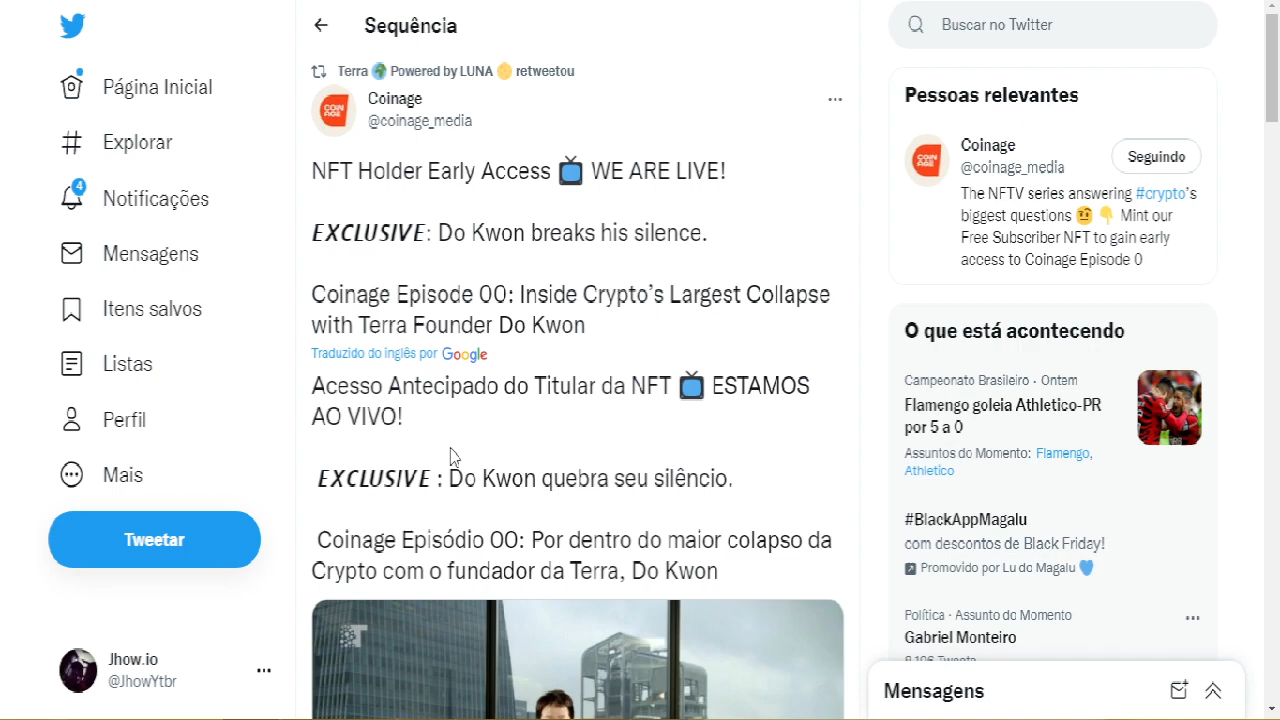 Sequência
Terra 🌍 Powered by LUNA 🌕 retweetou
COIN
AGE
Coinage
@coinage_media
NFT Holder Early Access 📺 WE ARE LIVE!
EXCLUSIVE: Do Kwon breaks his silence.
Coinage Episode 00: Inside Crypto's Largest Collapse
with Terra Founder Do Kwon
Traduzido do inglês por Google
Acesso Antecipado do Titular da NFT 📺 ESTAMOS
AO VIVO!
EXCLUSIVE : Do Kwon quebra seu silêncio.
Coinage Episódio 00: Por dentro do maior colapso da
Crypto com o fundador da Terra, Do Kwon
Página Inicial
Explorar
4
Notificações
Mensagens
Itens salvos
Listas
Perfil
Mais
Tweetar
Jhow.io
@JhowYtbr
Buscar no Twitter
Pessoas relevantes
COIN
AGE
Coinage
@coinage_media
Seguindo
The NFTV series answering #crypto's
biggest questions 🤨 👇 Mint our
Free Subscriber NFT to gain early
access to Coinage Episode 0
O que está acontecendo
Campeonato Brasileiro · Ontem
Flamengo goleia Athletico-PR
por 5 a 0
Assuntos do Momento: Flamengo,
Athletico
#BlackAppMagalu
com descontos de Black Friday!
Promovido por Lu do Magalu 💙
Política · Assunto do Momento
Gabriel Monteiro
Mensagens